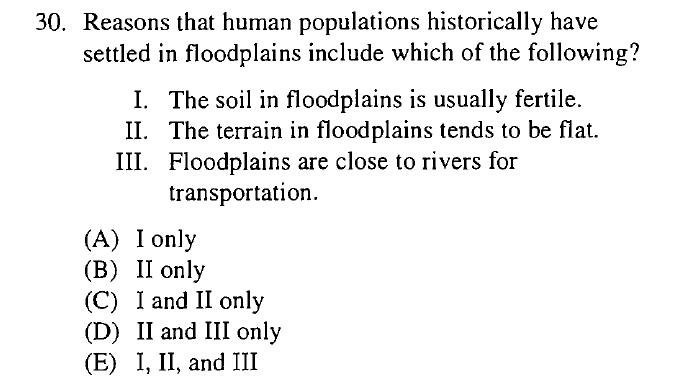 30. Reasons that human populations historically have
settled in floodplains include which of the following?
I. The soil in floodplains is usually fertile.
II. The terrain in floodplains tends to be flat.
III. Floodplains are close to rivers for
transportation.
(A) I only
(B) II only
(C) I and II only
(D) II and III only
(E) I, II, and III